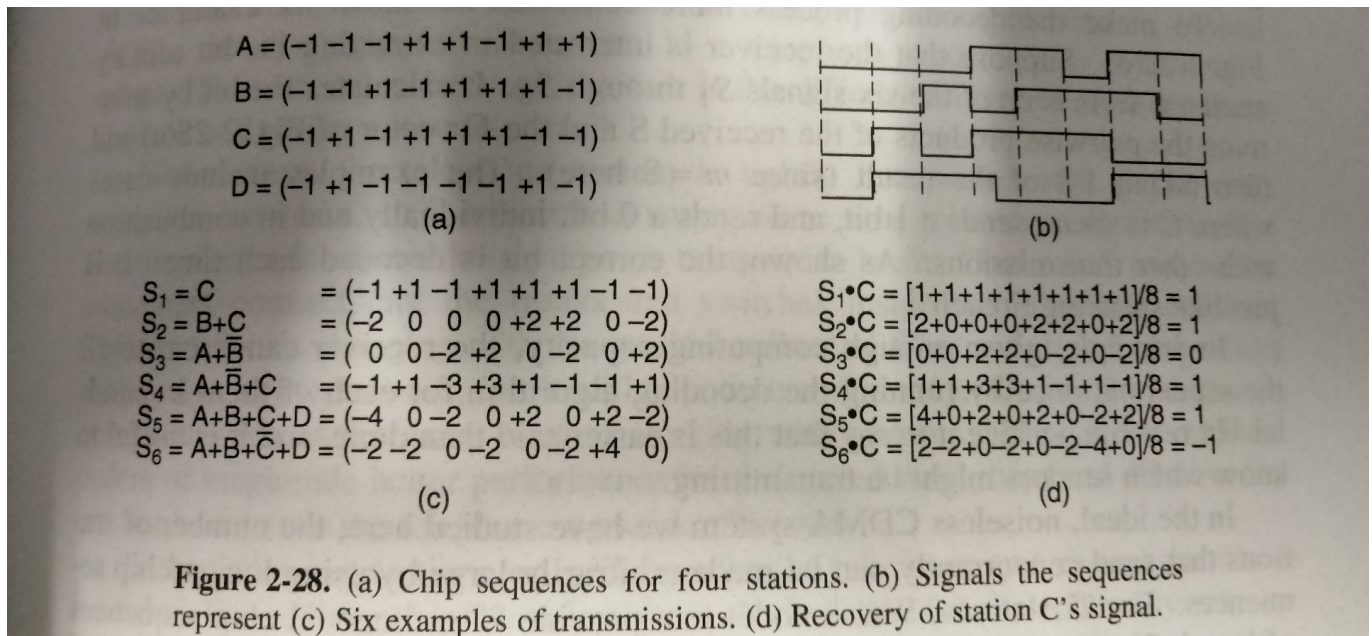 A = (–1 –1 –1 +1 +1 –1 +1 +1)
B = (–1 –1 +1 –1 +1 +1 +1 –1)
C = (–1 +1 –1 +1 +1 +1 –1 –1)
D = (–1 +1 –1 –1 –1 –1 +1 –1)
(a)
(b)
S₁ = C = (–1 +1 –1 +1 +1 +1 –1 –1)
S₂ = B+C = (–2 0 0 0 +2 +2 0 –2)
S₃ = A+B̅ = ( 0 0 –2 +2 0 –2 0 +2)
S₄ = A+B̅+C = (–1 +1 –3 +3 +1 –1 –1 +1)
S₅ = A+B+C+D = (–4 0 –2 0 +2 0 +2 –2)
S₆ = A+B+C+D = (–2 –2 0 –2 0 –2 +4 0)
(c)
S₁•C = [1+1+1+1+1+1+1+1]/8 = 1
S₂•C = [2+0+0+0+2+2+0+2]/8 = 1
S₃•C = [0+0+2+2+0–2+0–2]/8 = 0
S₄•C = [1+1+3+3+1–1+1–1]/8 = 1
S₅•C = [4+0+2+0+2+0–2+2]/8 = 1
S₆•C = [2–2+0–2+0–2–4+0]/8 = –1
(d)
Figure 2-28. (a) Chip sequences for four stations. (b) Signals the sequences
represent (c) Six examples of transmissions. (d) Recovery of station C's signal.